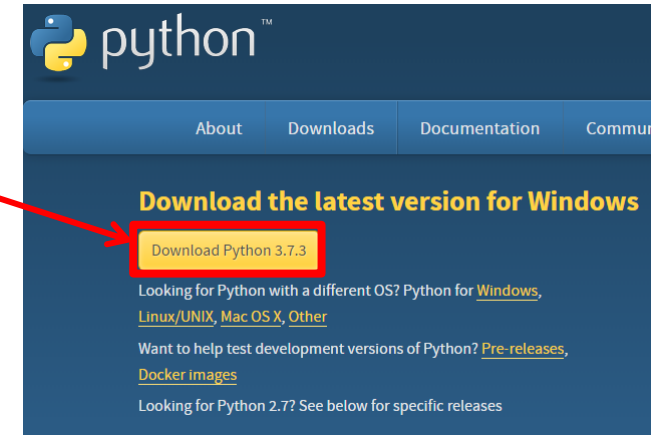 python™
About Downloads Documentation Commun
Download the latest version for Windows
Download Python 3.7.3
Looking for Python with a different OS? Python for Windows,
Linux/UNIX, Mac OS X, Other
Want to help test development versions of Python? Pre-releases,
Docker images
Looking for Python 2.7? See below for specific releases